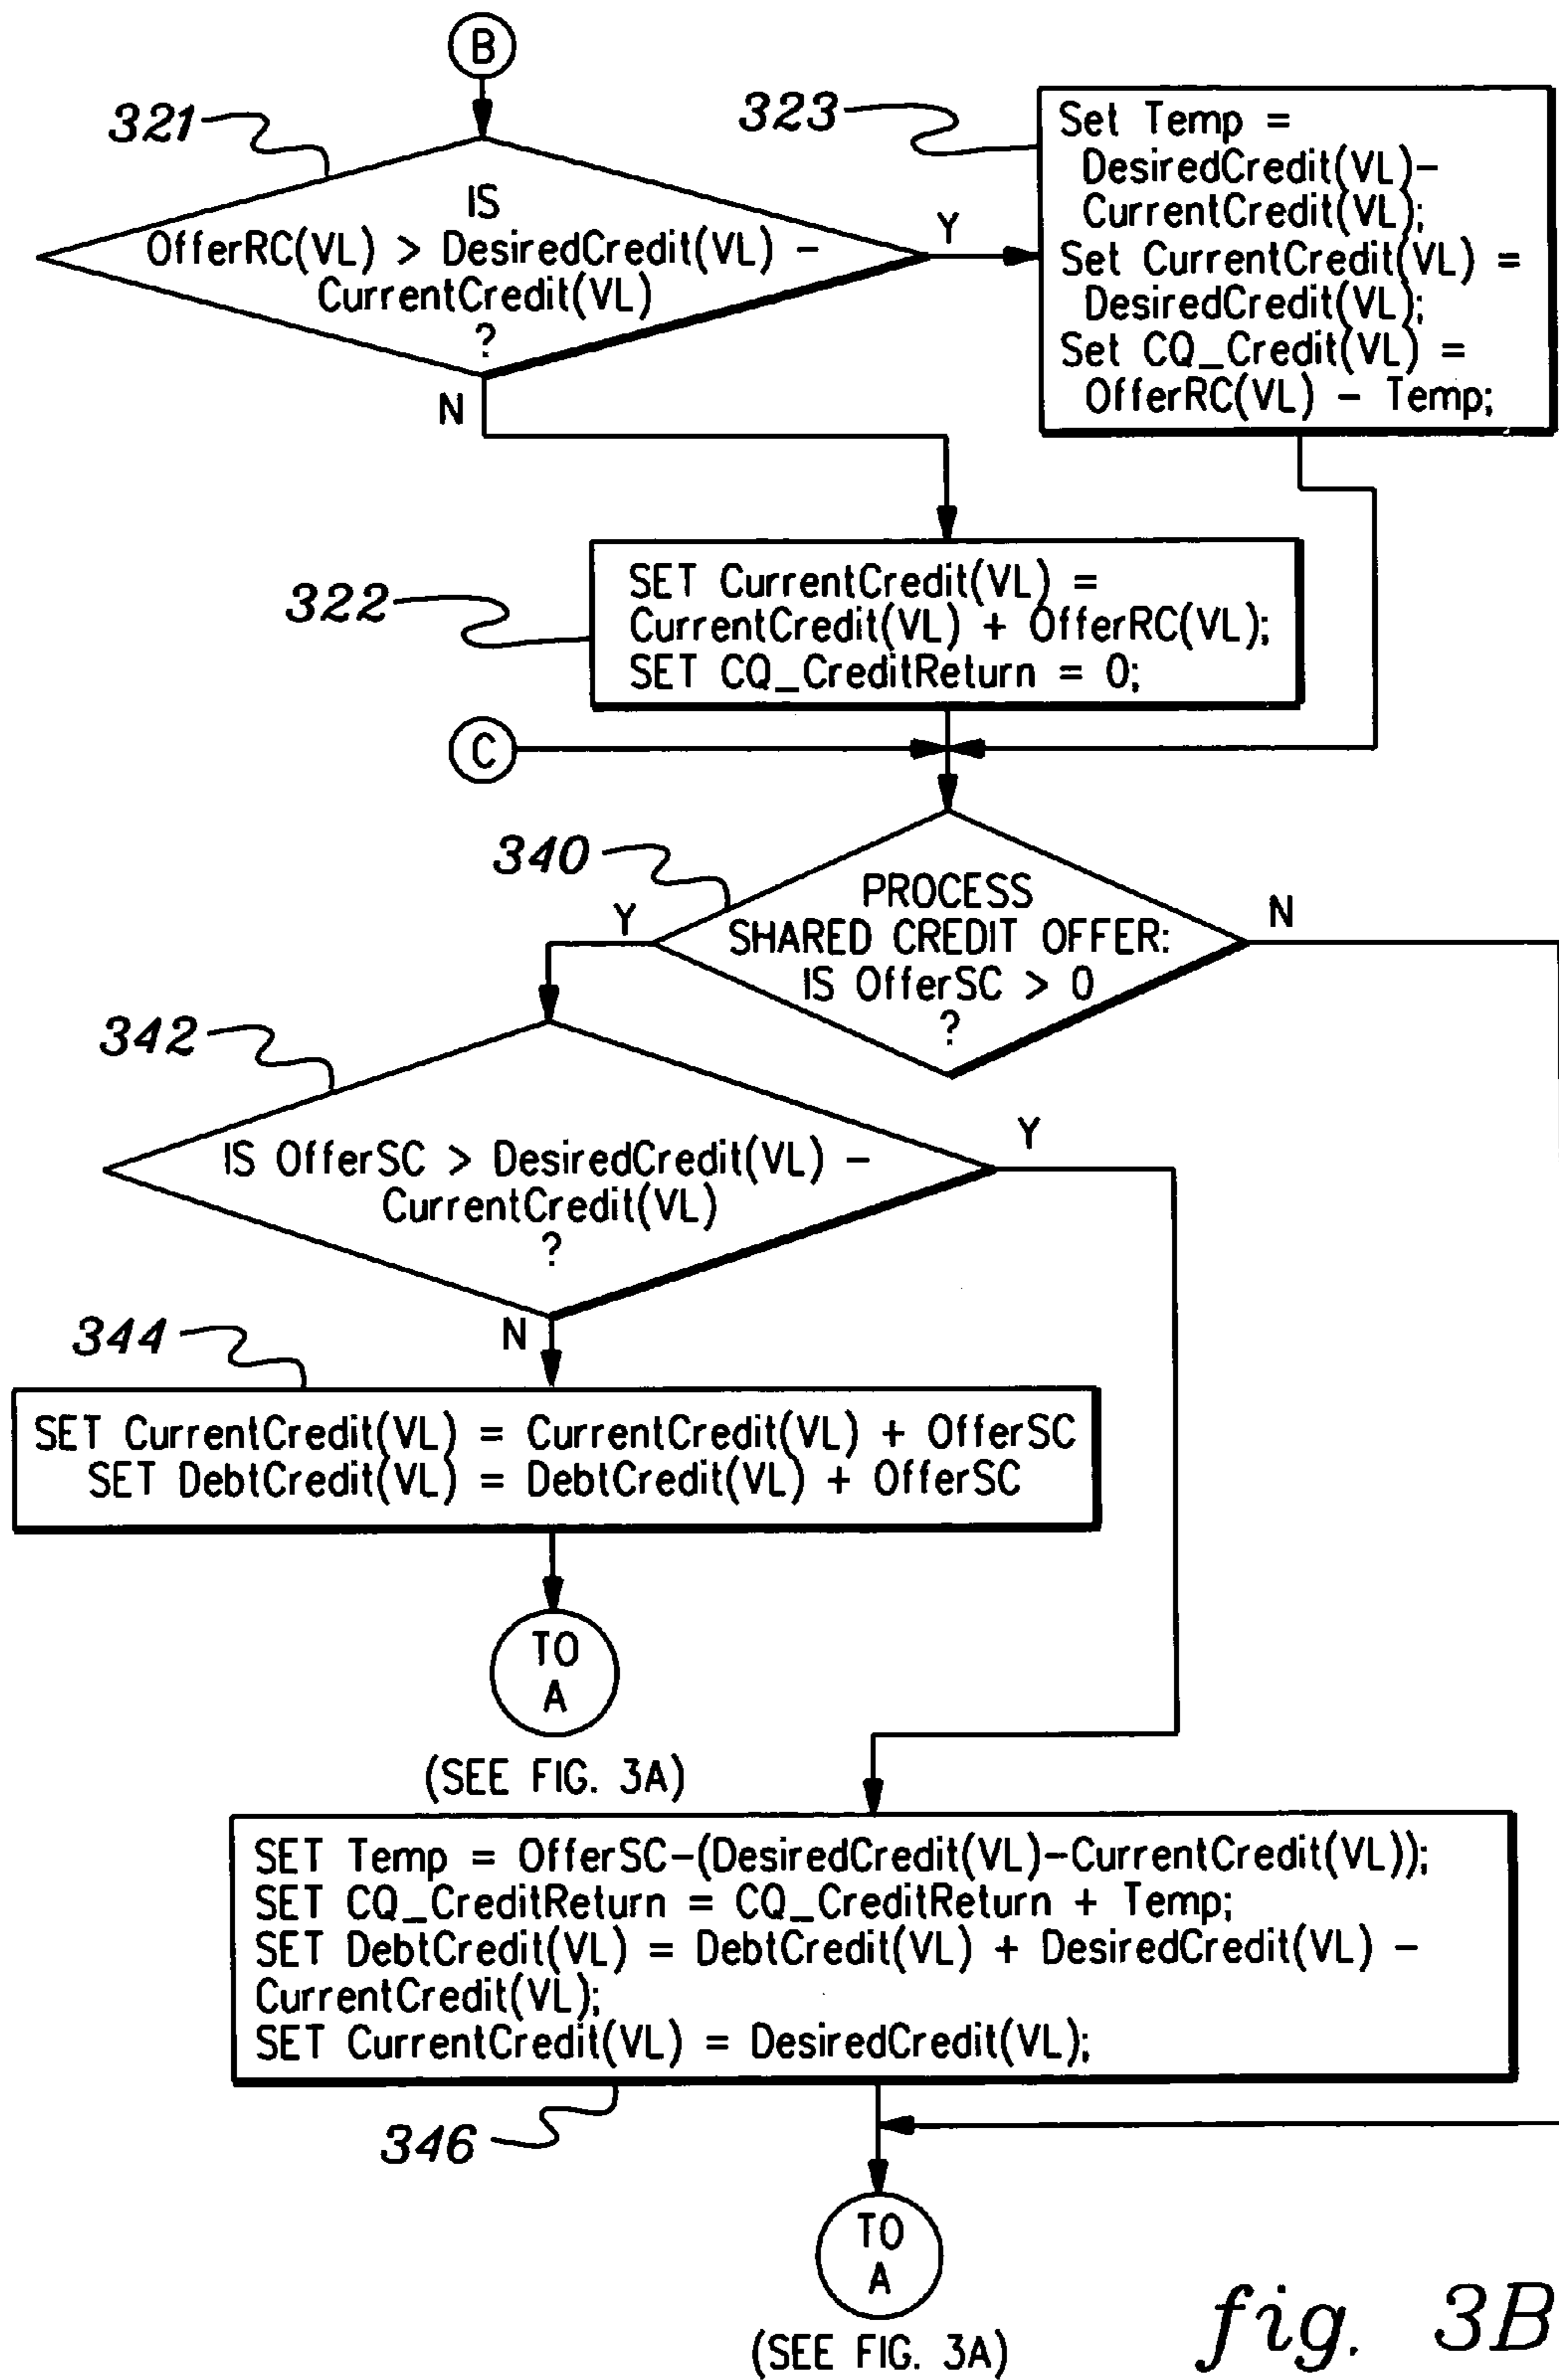 B
321
IS
OfferRC(VL) > DesiredCredit(VL) -
CurrentCredit(VL)
?
Y
N
323
Set Temp =
DesiredCredit(VL)-
CurrentCredit(VL);
Set CurrentCredit(VL) =
DesiredCredit(VL);
Set CQ_Credit(VL) =
OfferRC(VL) - Temp;
322
SET CurrentCredit(VL) =
CurrentCredit(VL) + OfferRC(VL);
SET CQ_CreditReturn = 0;
C
340
PROCESS
SHARED CREDIT OFFER:
IS OfferSC > 0
?
Y
N
342
IS OfferSC > DesiredCredit(VL) -
CurrentCredit(VL)
?
Y
N
344
SET CurrentCredit(VL) = CurrentCredit(VL) + OfferSC
SET DebtCredit(VL) = DebtCredit(VL) + OfferSC
TO
A
(SEE FIG. 3A)
SET Temp = OfferSC-(DesiredCredit(VL)-CurrentCredit(VL));
SET CQ_CreditReturn = CQ_CreditReturn + Temp;
SET DebtCredit(VL) = DebtCredit(VL) + DesiredCredit(VL) -
CurrentCredit(VL);
SET CurrentCredit(VL) = DesiredCredit(VL);
346
TO
A
(SEE FIG. 3A)
fig. 3B